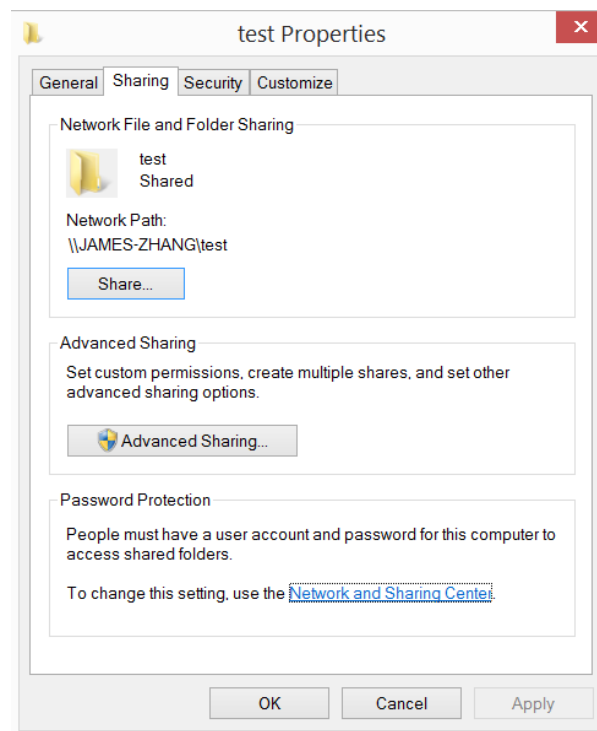 test Properties
General Sharing Security Customize
Network File and Folder Sharing
test
Shared
Network Path:
\\JAMES-ZHANG\test
Share...
Advanced Sharing
Set custom permissions, create multiple shares, and set other
advanced sharing options.
Advanced Sharing...
Password Protection
People must have a user account and password for this computer to
access shared folders.
To change this setting, use the Network and Sharing Center.
OK Cancel Apply